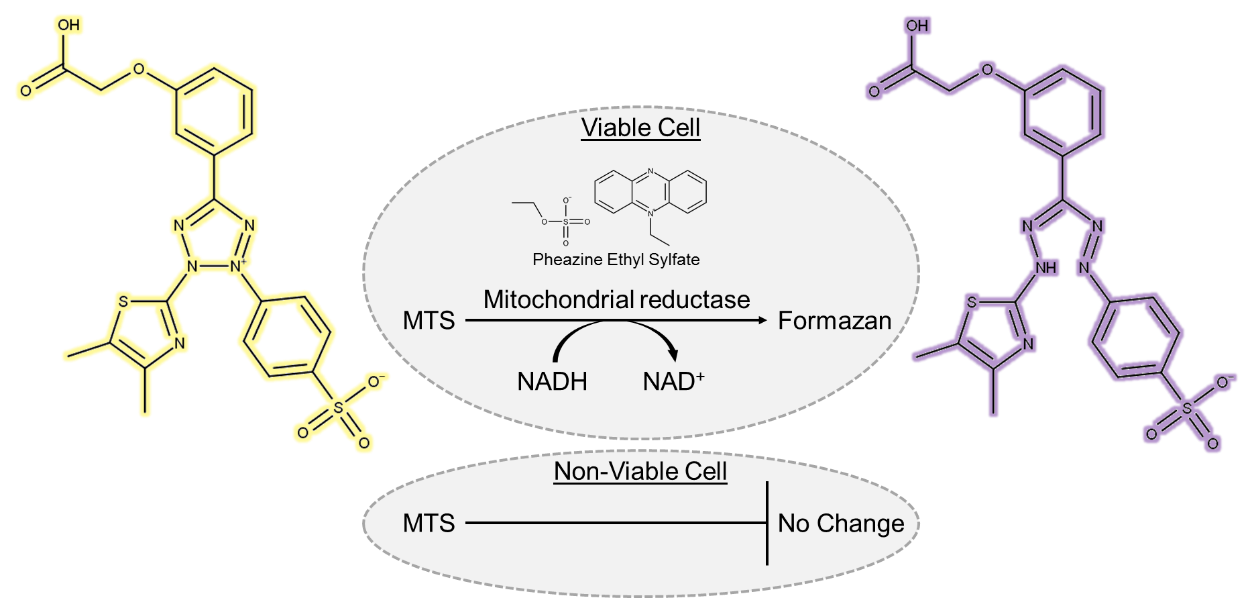 OH
O
O
N
N
N
N+
S
N
S
O−
O
O
Viable Cell
N
N+
O−
O
S
O
O
Pheazine Ethyl Sylfate
Mitochondrial reductase
MTS
Formazan
NADH
NAD+
Non-Viable Cell
MTS
No Change
OH
O
O
N
N
NH
N
S
N
S
O−
O
O